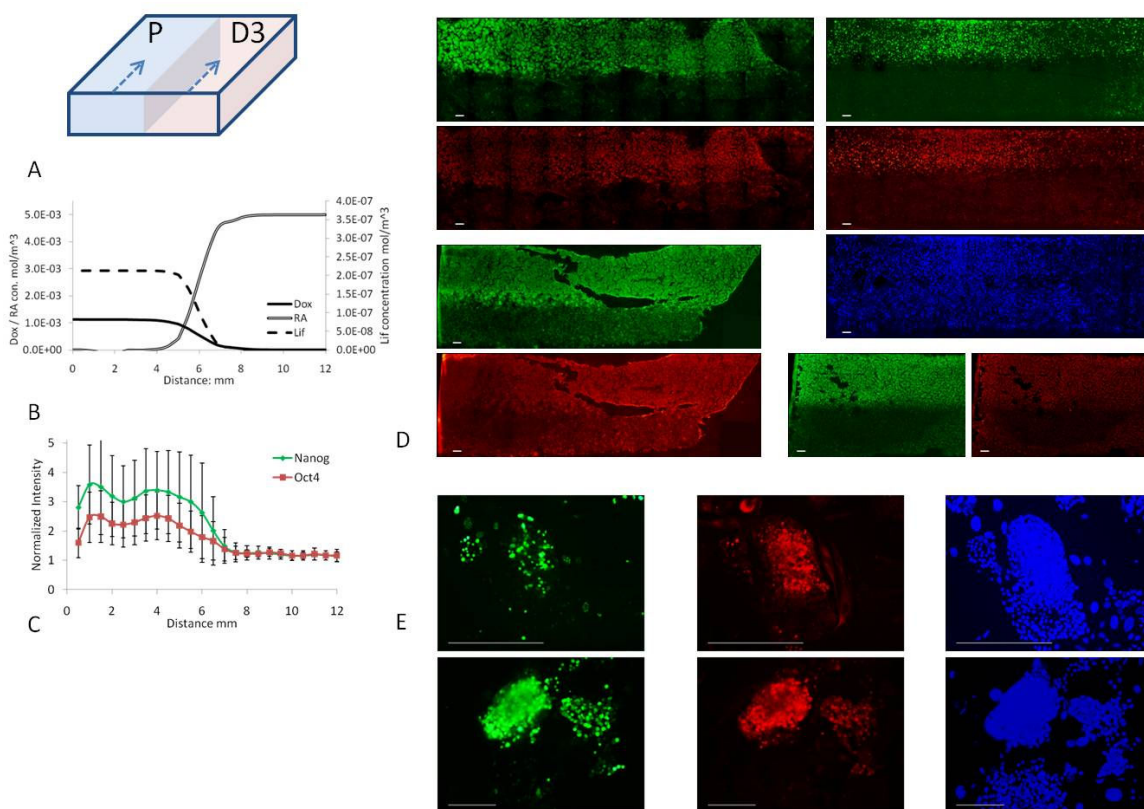 P D3
A
Dox / RA con. mol/m^3
5.0E-03
4.0E-03
3.0E-03
2.0E-03
1.0E-03
0.0E+00
4.0E-07
3.5E-07
3.0E-07
2.5E-07
2.0E-07
1.5E-07
1.0E-07
5.0E-08
0.0E+00
Lif concentration mol/m^3
Dox
RA
Lif
0 2 4 6 8 10 12
Distance: mm
B
Normalized Intensity
5
4
3
2
1
0
Nanog
Oct4
0 2 4 6 8 10 12
Distance mm
C
D
E